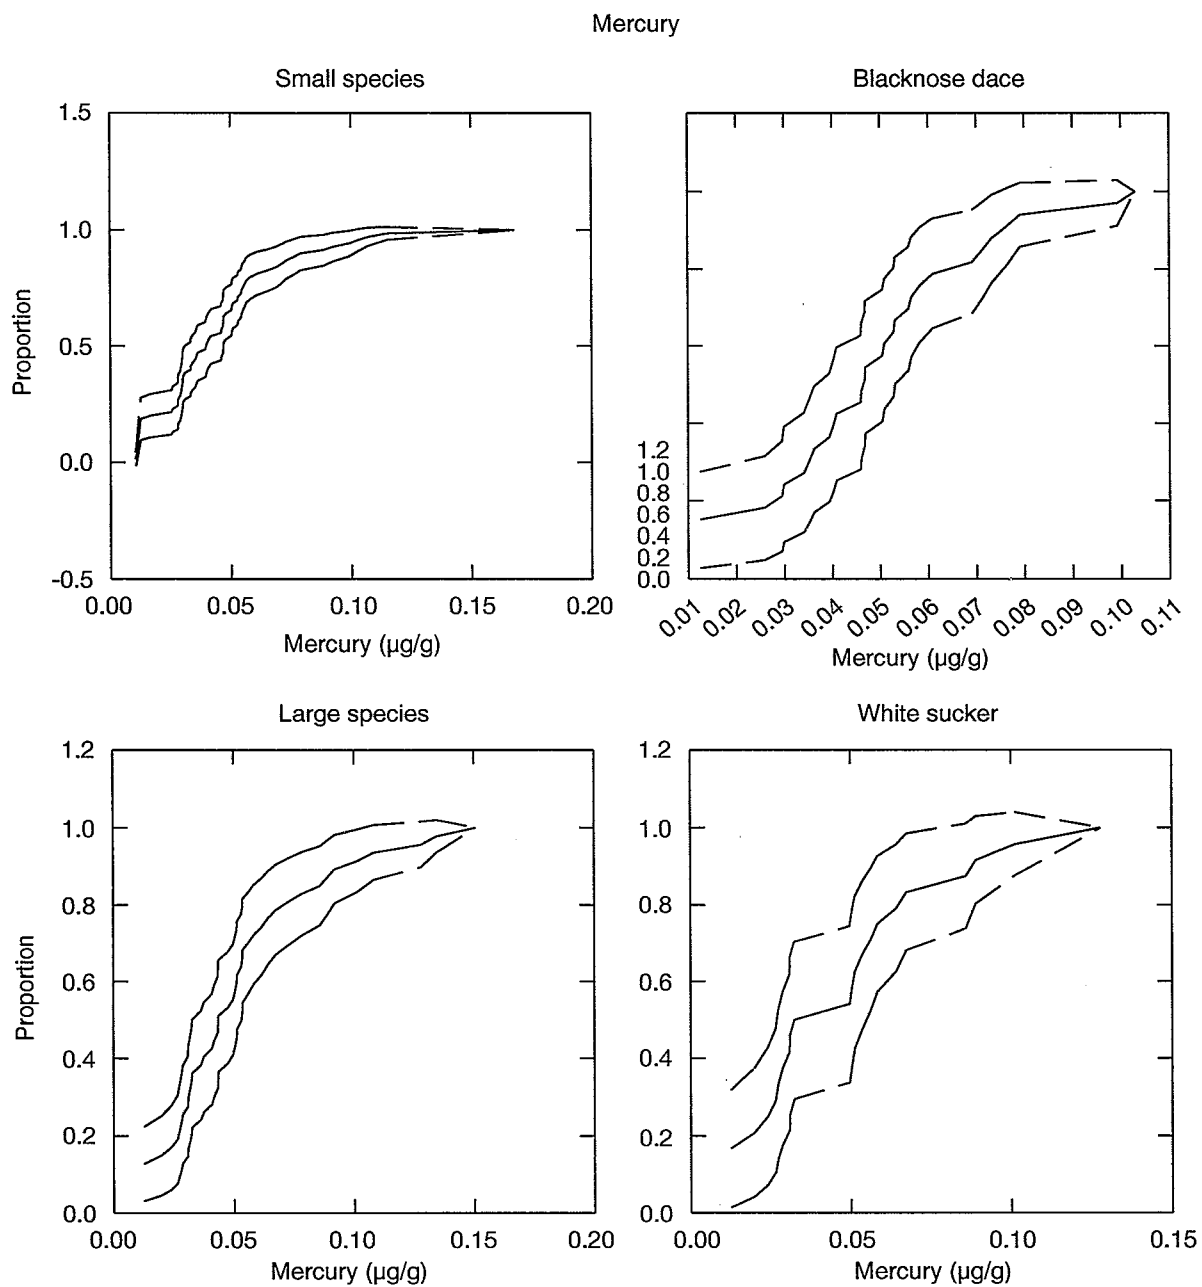 Mercury
Small species
1.5
1.0
0.5
0.0
-0.5
Proportion
0.00 0.05 0.10 0.15 0.20
Mercury (µg/g)
Blacknose dace
1.2
1.0
0.8
0.6
0.4
0.2
0.0
0.01 0.02 0.03 0.04 0.05 0.06 0.07 0.08 0.09 0.10 0.11
Mercury (µg/g)
Large species
1.2
1.0
0.8
0.6
0.4
0.2
0.0
Proportion
0.00 0.05 0.10 0.15 0.20
Mercury (µg/g)
White sucker
1.2
1.0
0.8
0.6
0.4
0.2
0.0
0.00 0.05 0.10 0.15
Mercury (µg/g)